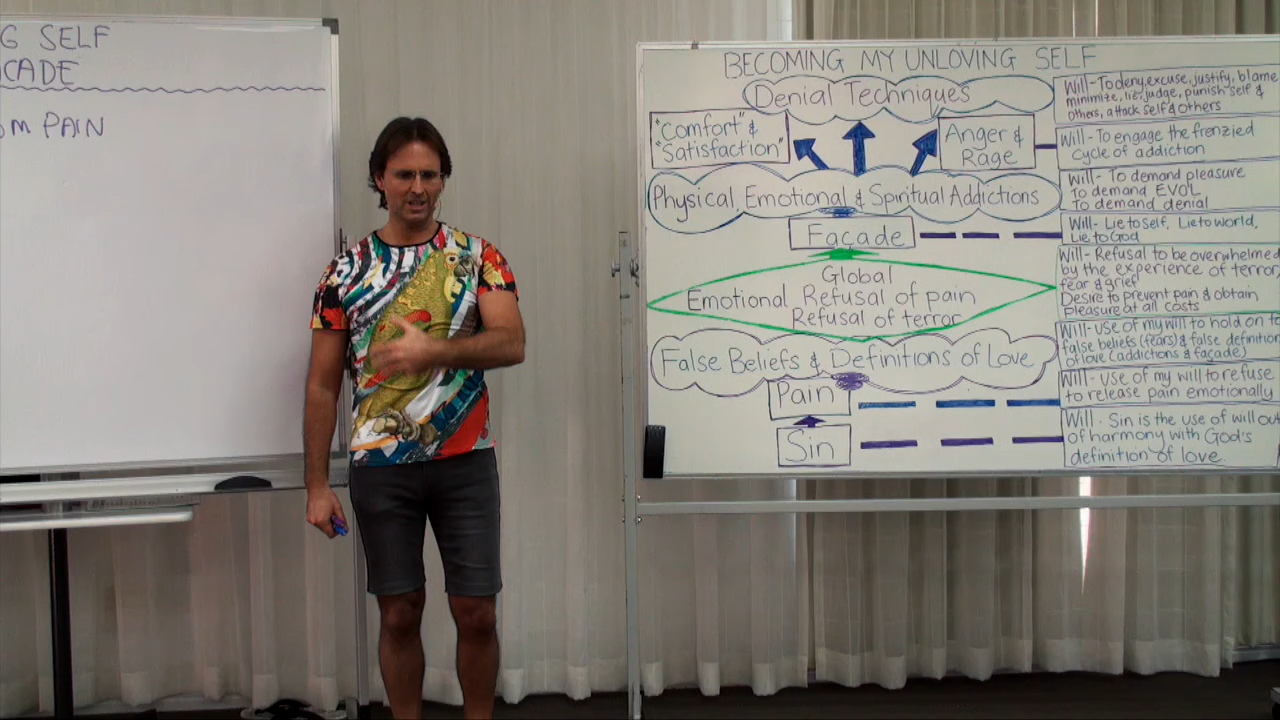 G SELF
CADE
OM PAIN
BECOMING MY UNLOVING SELF
Denial Techniques
"Comfort" &
"Satisfaction"
Anger &
Rage
Physical, Emotional & Spiritual Addictions
Façade
Global
Emotional Refusal of pain
Refusal of terror
False Beliefs & Definitions of Love
Pain
Sin
Will - To deny, excuse, justify, blame
minimize, lie, judge, punish self &
others, attack self & others
Will - To engage the frenzied
cycle of addiction
Will - To demand pleasure
To demand EVOL
To demand denial
Will - Lie to self, Lie to world,
Lie to God
Will - Refusal to be overwhelmed
by the experience of terror
fear & grief
Desire to prevent pain & obtain
pleasure at all costs
Will - use of my will to hold on to
false beliefs (fears) & false definition
of love (addictions & façade)
Will - Use of my will to refuse
to release pain emotionally
Will - Sin is the use of will out
of harmony with God's
definition of love